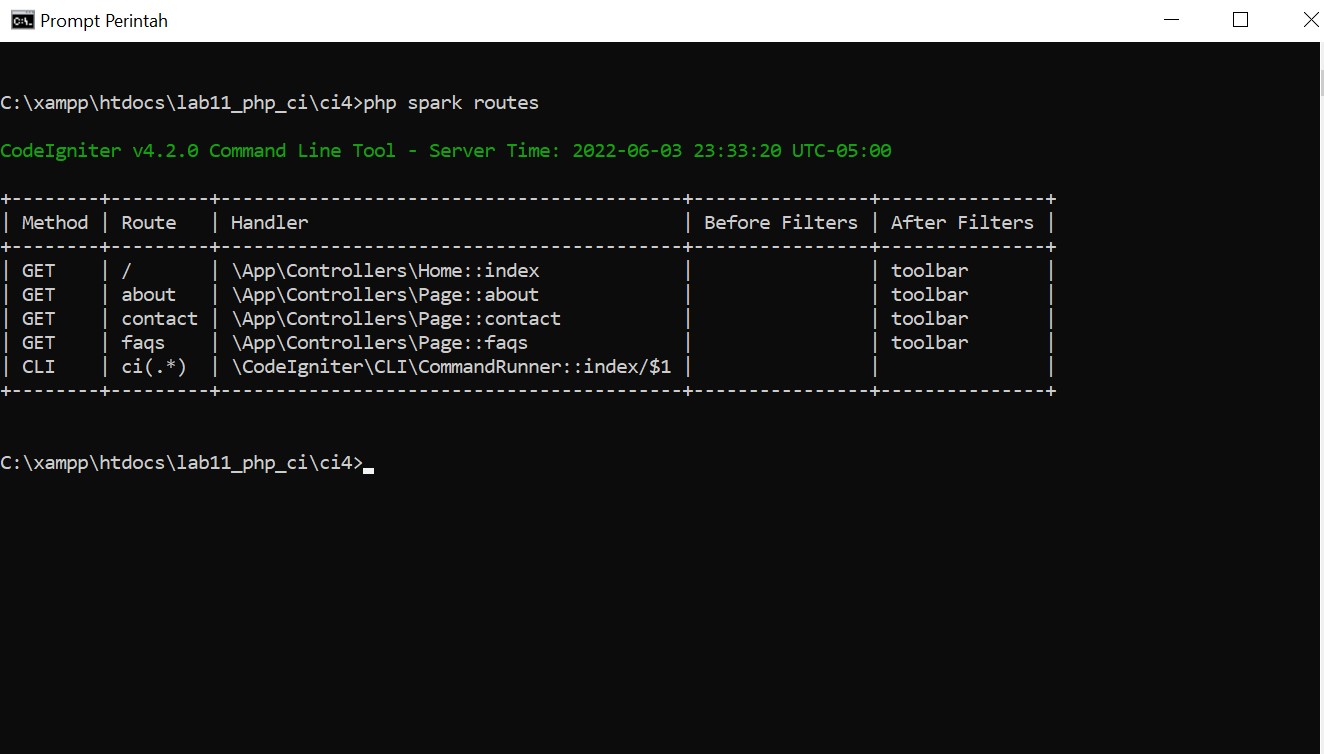 Prompt Perintah
C:\xampp\htdocs\lab11_php_ci\ci4>php spark routes
CodeIgniter v4.2.0 Command Line Tool - Server Time: 2022-06-03 23:33:20 UTC-05:00
+--------+---------+------------------------------------------+----------------+---------------+
| Method | Route   | Handler                                  | Before Filters | After Filters |
+--------+---------+------------------------------------------+----------------+---------------+
| GET    | /       | \App\Controllers\Home::index             |                | toolbar       |
| GET    | about   | \App\Controllers\Page::about             |                | toolbar       |
| GET    | contact | \App\Controllers\Page::contact           |                | toolbar       |
| GET    | faqs    | \App\Controllers\Page::faqs              |                | toolbar       |
| CLI    | ci(.*)  | \CodeIgniter\CLI\CommandRunner::index/$1 |                |               |
+--------+---------+------------------------------------------+----------------+---------------+
C:\xampp\htdocs\lab11_php_ci\ci4>